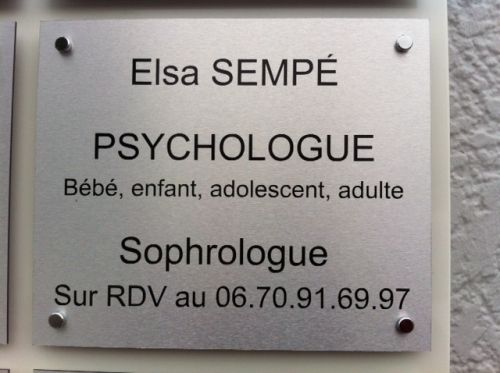 Elsa SEMPÉ
PSYCHOLOGUE
Bébé, enfant, adolescent, adulte
Sophrologue
Sur RDV au 06.70.91.69.97